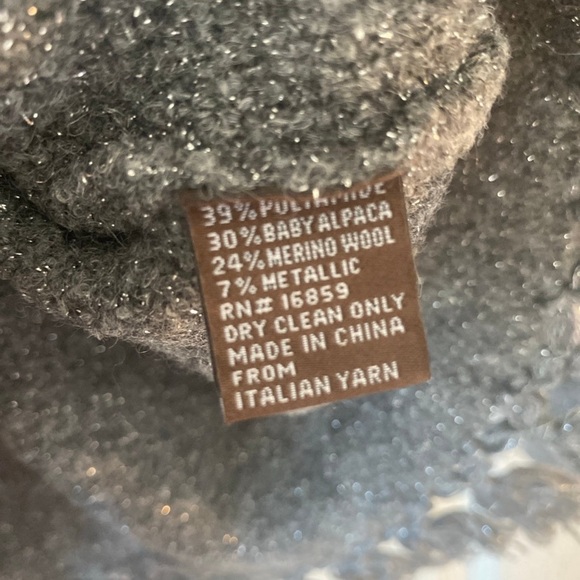 39% POLYAMIDE
30% BABY ALPACA
24% MERINO WOOL
7% METALLIC
RN# 16859
DRY CLEAN ONLY
MADE IN CHINA
FROM
ITALIAN YARN